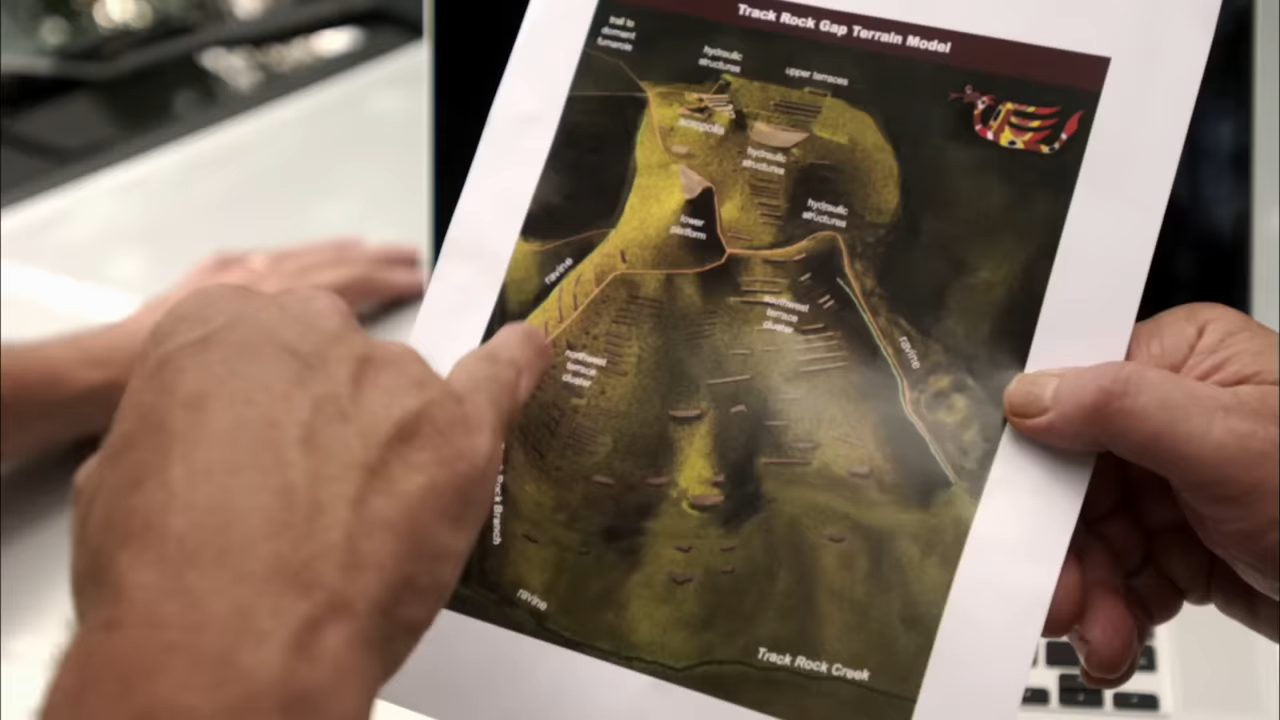 Track Rock Gap Terrain Model
trail to
dormant
fumarole
hydraulic
structures
upper terraces
acropolis
hydraulic
structures
hydraulic
structures
lower
platform
ravine
southwest
terrace
cluster
ravine
northwest
terrace
cluster
Rock Branch
ravine
Track Rock Creek